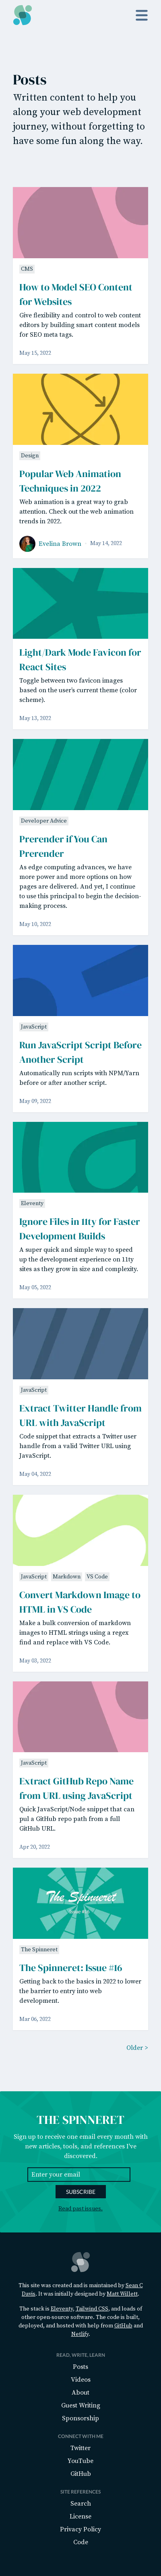 Posts
Written content to help you
along your web development
journey, without forgetting to
have some fun along the way.
CMS
How to Model SEO Content
for Websites
Give flexibility and control to web content
editors by building smart content models
for SEO meta tags.
May 15, 2022
Design
Popular Web Animation
Techniques in 2022
Web animation is a great way to grab
attention. Check out the web animation
trends in 2022.
Evelina Brown
May 14, 2022
Light/Dark Mode Favicon for
React Sites
Toggle between two favicon images
based on the user's current theme (color
scheme).
May 13, 2022
Developer Advice
Prerender if You Can
Prerender
As edge computing advances, we have
more power and more options on how
pages are delivered. And yet, I continue
to use this principal to begin the decision-
making process.
May 10, 2022
JavaScript
Run JavaScript Script Before
Another Script
Automatically run scripts with NPM/Yarn
before or after another script.
May 09, 2022
Eleventy
Ignore Files in 11ty for Faster
Development Builds
A super quick and simple way to speed
up the development experience on 11ty
sites as they grow in size and complexity.
May 05, 2022
JavaScript
Extract Twitter Handle from
URL with JavaScript
Code snippet that extracts a Twitter user
handle from a valid Twitter URL using
JavaScript.
May 04, 2022
JavaScript Markdown VS Code
Convert Markdown Image to
HTML in VS Code
Make a bulk conversion of markdown
images to HTML strings using a regex
find and replace with VS Code.
May 03, 2022
JavaScript
Extract GitHub Repo Name
from URL using JavaScript
Quick JavaScript/Node snippet that can
pul a GitHub repo path from a full
GitHub URL.
Apr 20, 2022
The Spinneret
The Spinneret
The Spinneret: Issue #16
Getting back to the basics in 2022 to lower
the barrier to entry into web
development.
Mar 06, 2022
Older >
THE SPINNERET
Sign up to receive one email every month with
new articles, tools, and references I've
discovered.
Enter your email
SUBSCRIBE
Read past issues.
This site was created and is maintained by Sean C
Davis. It was initially designed by Matt Willett.
The stack is Eleventy, Tailwind CSS, and loads of
other open-source software. The code is built,
deployed, and hosted with help from GitHub and
Netlify.
READ, WRITE, LEARN
Posts
Videos
About
Guest Writing
Sponsorship
CONNECT WITH ME
Twitter
YouTube
GitHub
SITE REFERENCES
Search
License
Privacy Policy
Code